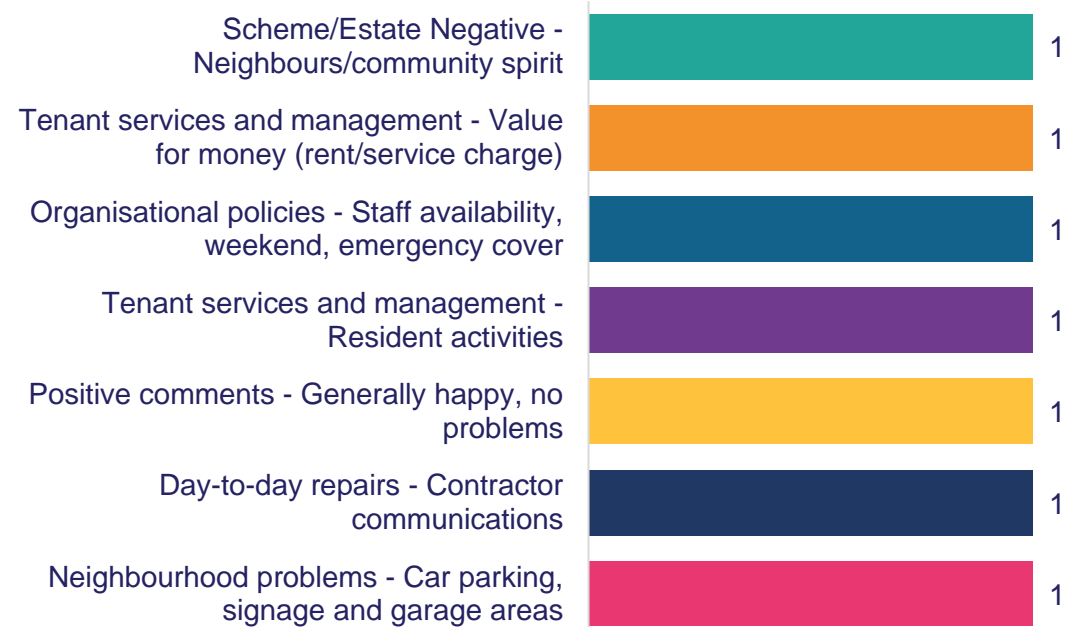 Scheme/Estate Negative -
Neighbours/community spirit
1
Tenant services and management - Value
for money (rent/service charge)
1
Organisational policies - Staff availability,
weekend, emergency cover
1
Tenant services and management -
Resident activities
1
Positive comments - Generally happy, no
problems
1
Day-to-day repairs - Contractor
communications
1
Neighbourhood problems - Car parking,
signage and garage areas
1